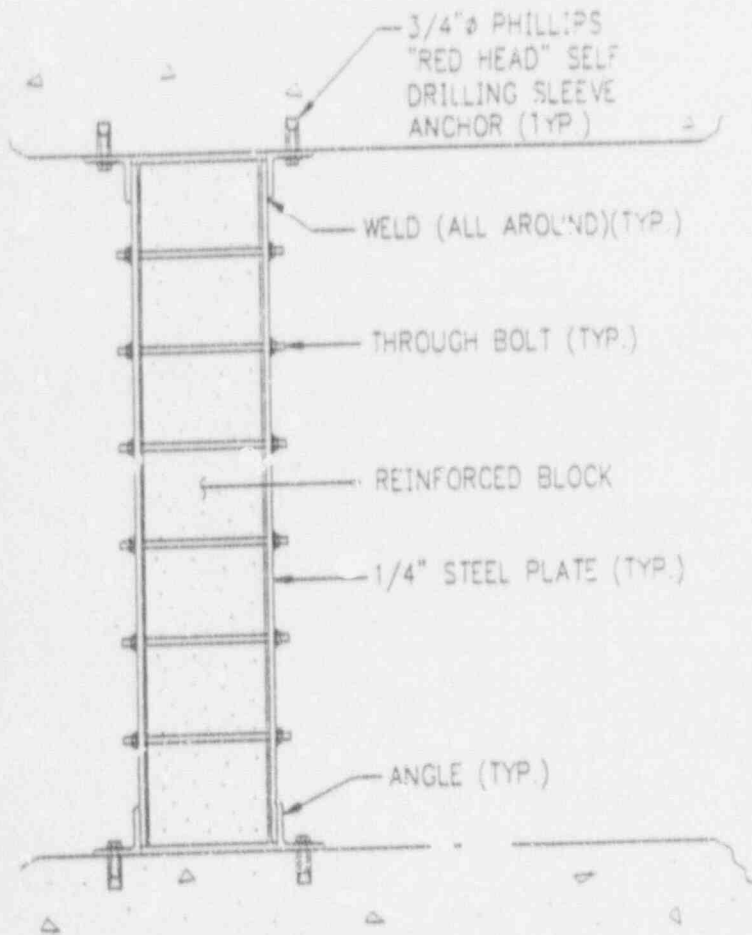 3/4"ø PHILLIPS
"RED HEAD" SELF
DRILLING SLEEVE
ANCHOR (TYP.)
WELD (ALL AROUND)(TYP.)
THROUGH BOLT (TYP.)
REINFORCED BLOCK
1/4" STEEL PLATE (TYP.)
ANGLE (TYP.)